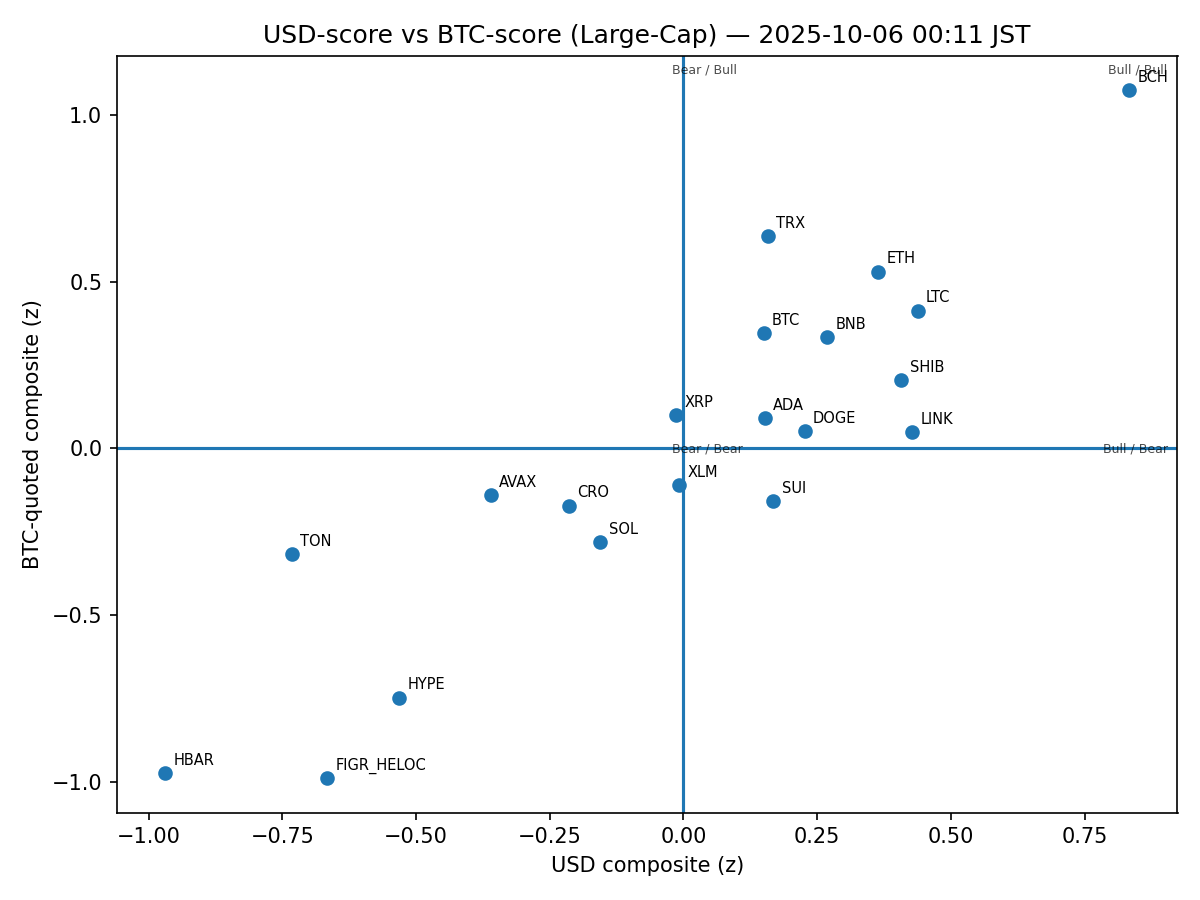 USD-score vs BTC-score (Large-Cap) — 2025-10-06 00:11 JST
Bear / Bull
Bull / Bull
BCH
1.0
TRX
ETH
0.5
LTC
BTC
BNB
SHIB
XRP
ADA
DOGE
LINK
0.0
Bear / Bear
Bull / Bear
XLM
AVAX
CRO
SUI
SOL
TON
−0.5
HYPE
HBAR
FIGR_HELOC
−1.0
BTC-quoted composite (z)
−1.00
−0.75
−0.50
−0.25
0.00
0.25
0.50
0.75
USD composite (z)